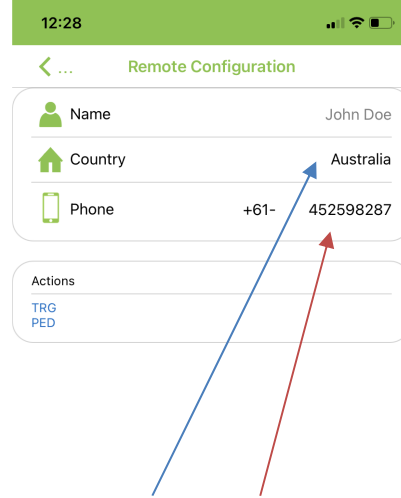 12:28
... Remote Configuration
Name John Doe
Country Australia
Phone +61- 452598287
Actions
TRG
PED